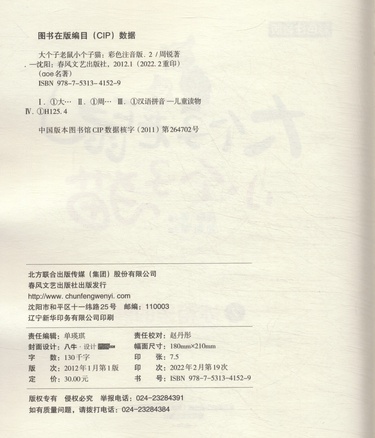 图书在版编目(CIP)数据
大个子老鼠小个子猫:彩色注音版.2/周锐著
.—沈阳:春风文艺出版社,2012.1(2022.2重印)
(aoe名著)
ISBN 978-7-5313-4152-9
Ⅰ.①大… Ⅱ.①周… Ⅲ.①汉语拼音—儿童读物
Ⅳ.①H125.4
中国版本图书馆CIP数据核字(2011)第264702号
北方联合出版传媒(集团)股份有限公司
春风文艺出版社出版发行
http://www.chunfengwenyi.com
沈阳市和平区十一纬路25号 邮编:110003
辽宁新华印务有限公司印刷
责任编辑:单瑛琪 责任校对:赵丹彤
封面设计:八牛·设计 幅面尺寸:180mm×210mm
字 数:130千字 印 张:7.5
版 次:2012年1月第1版 印 次:2022年2月第19次
定 价:30.00元 书 号:ISBN 978-7-5313-4152-9
版权专有 侵权必究 举报电话:024-23284391
如有质量问题,请拨打电话:024-23284384